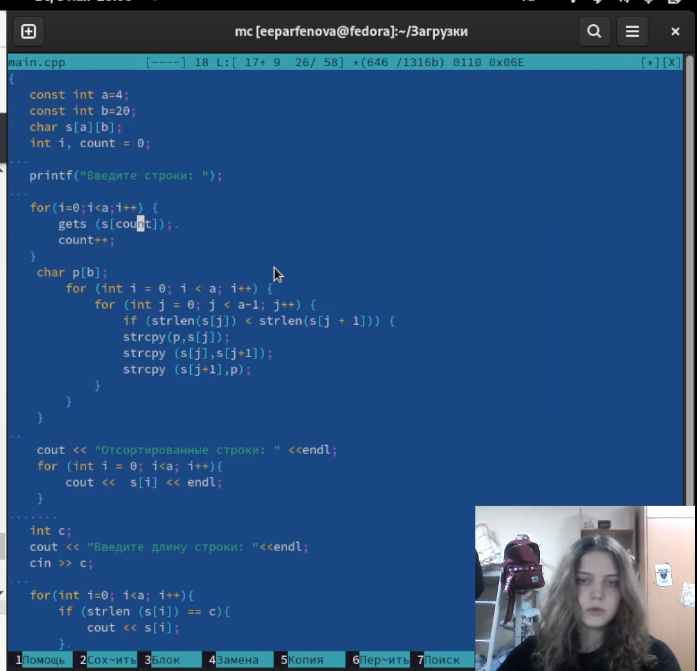 mc [eeparfenova@fedora]:~/Загрузки
main.cpp [----] 18 L:[ 17+ 9 26/ 58] *(646 /1316b) 0110 0x06E [*][X]
{
const int a=4;
const int b=20;
char s[a][b];
int i, count = 0;
printf("Введите строки: ");
for(i=0;i<a;i++) {
gets (s[count]);
count++;
}
char p[b];
for (int i = 0; i < a; i++) {
for (int j = 0; j < a-1; j++) {
if (strlen(s[j]) < strlen(s[j + 1])) {
strcpy(p,s[j]);
strcpy (s[j],s[j+1]);
strcpy (s[j+1],p);
}
}
}
cout << "Отсортированные строки: " <<endl;
for (int i = 0; i<a; i++){
cout << s[i] << endl;
}
int c;
cout << "Введите длину строки: "<<endl;
cin >> c;
for(int i=0; i<a; i++){
if (strlen (s[i]) == c){
cout << s[i];
}
1Помощь 2Сох~ить 3Блок 4Замена 5Копия 6Пер~ить 7Поиск